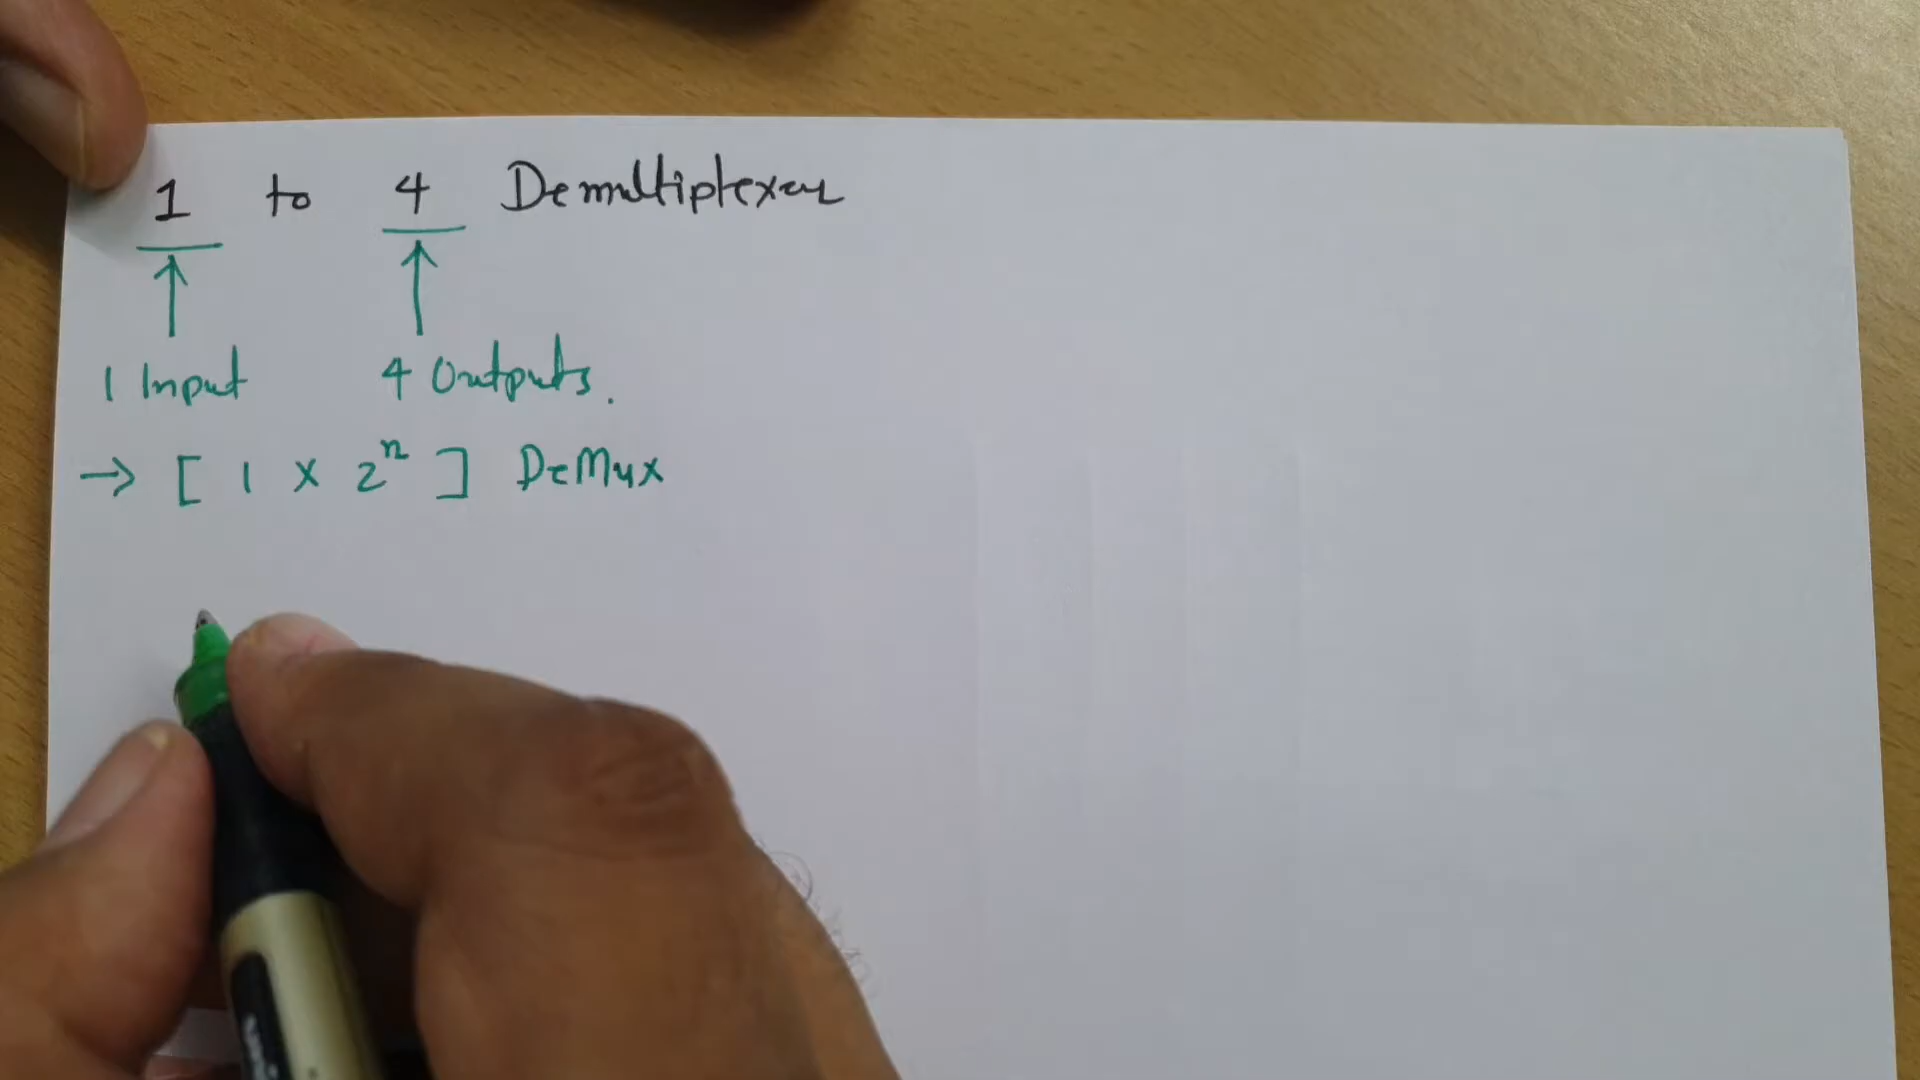 1 to 4 Demultiplexer
1 Input 4 Outputs.
→ [ 1 x 2ⁿ ] DeMux